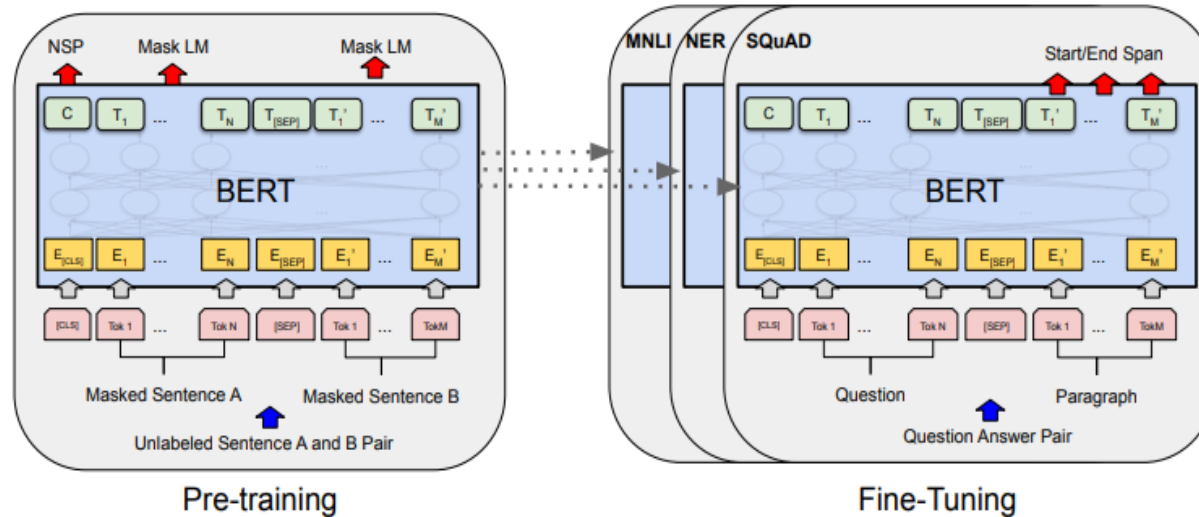 NSP Mask LM Mask LM
C T1 ... TN T[SEP] T1' ... TM'
...
BERT
...
E[CLS] E1 ... EN E[SEP] E1' ... EM'
[CLS] Tok 1 ... Tok N [SEP] Tok 1 ... TokM
Masked Sentence A Masked Sentence B
Unlabeled Sentence A and B Pair
Pre-training
MNLI NER SQuAD
Start/End Span
C T1 ... TN T[SEP] T1' ... TM'
...
BERT
...
E[CLS] E1 ... EN E[SEP] E1' ... EM'
[CLS] Tok 1 ... Tok N [SEP] Tok 1 ... TokM
Question Paragraph
Question Answer Pair
Fine-Tuning